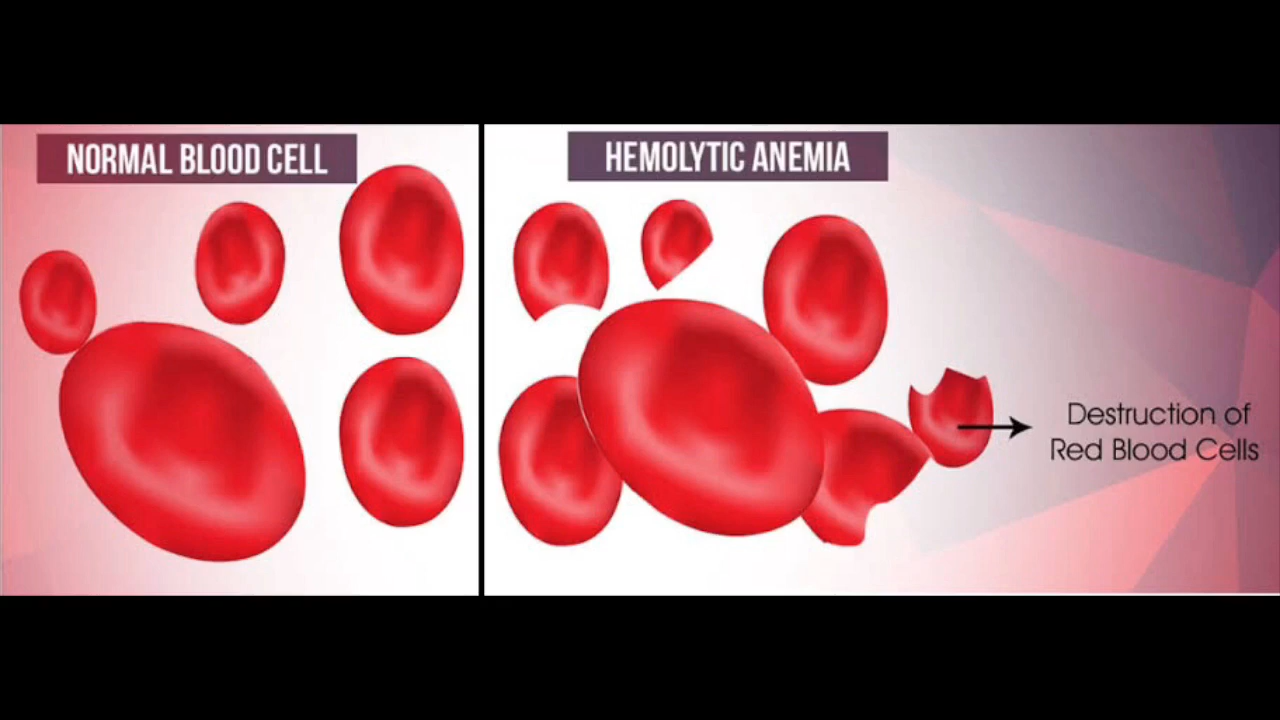 NORMAL BLOOD CELL
HEMOLYTIC ANEMIA
Destruction of
Red Blood Cells